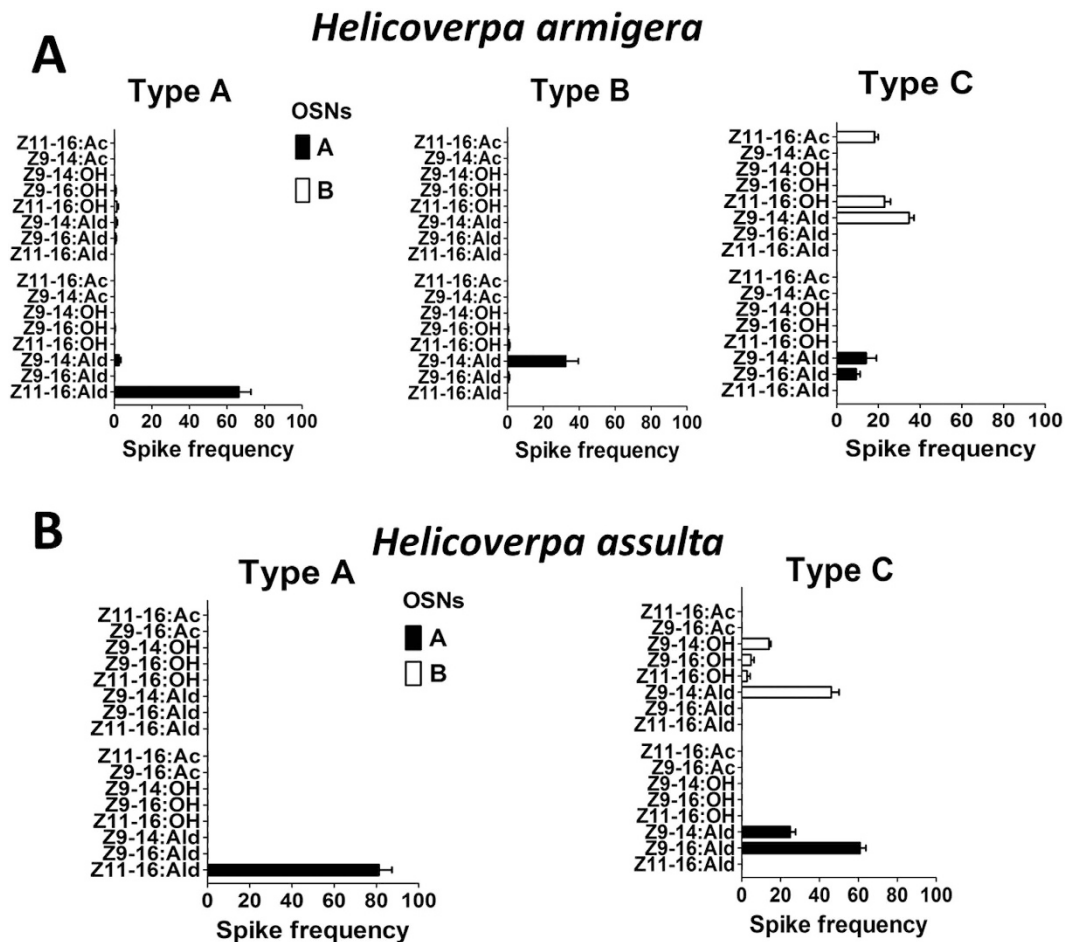 Helicoverpa armigera
A
Type A
OSNs
A
B
Z11-16:Ac
Z9-14:Ac
Z9-14:OH
Z9-16:OH
Z11-16:OH
Z9-14:Ald
Z9-16:Ald
Z11-16:Ald
Z11-16:Ac
Z9-14:Ac
Z9-14:OH
Z9-16:OH
Z11-16:OH
Z9-14:Ald
Z9-16:Ald
Z11-16:Ald
0 20 40 60 80 100
Spike frequency
Type B
Z11-16:Ac
Z9-14:Ac
Z9-14:OH
Z9-16:OH
Z11-16:OH
Z9-14:Ald
Z9-16:Ald
Z11-16:Ald
Z11-16:Ac
Z9-14:Ac
Z9-14:OH
Z9-16:OH
Z11-16:OH
Z9-14:Ald
Z9-16:Ald
Z11-16:Ald
0 20 40 60 80 100
Spike frequency
Type C
Z11-16:Ac
Z9-14:Ac
Z9-14:OH
Z9-16:OH
Z11-16:OH
Z9-14:Ald
Z9-16:Ald
Z11-16:Ald
Z11-16:Ac
Z9-14:Ac
Z9-14:OH
Z9-16:OH
Z11-16:OH
Z9-14:Ald
Z9-16:Ald
Z11-16:Ald
0 20 40 60 80 100
Spike frequency
B
Helicoverpa assulta
Type A
OSNs
A
B
Z11-16:Ac
Z9-16:Ac
Z9-14:OH
Z9-16:OH
Z11-16:OH
Z9-14:Ald
Z9-16:Ald
Z11-16:Ald
Z11-16:Ac
Z9-16:Ac
Z9-14:OH
Z9-16:OH
Z11-16:OH
Z9-14:Ald
Z9-16:Ald
Z11-16:Ald
0 20 40 60 80 100
Spike frequency
Type C
Z11-16:Ac
Z9-16:Ac
Z9-14:OH
Z9-16:OH
Z11-16:OH
Z9-14:Ald
Z9-16:Ald
Z11-16:Ald
Z11-16:Ac
Z9-16:Ac
Z9-14:OH
Z9-16:OH
Z11-16:OH
Z9-14:Ald
Z9-16:Ald
Z11-16:Ald
0 20 40 60 80 100
Spike frequency